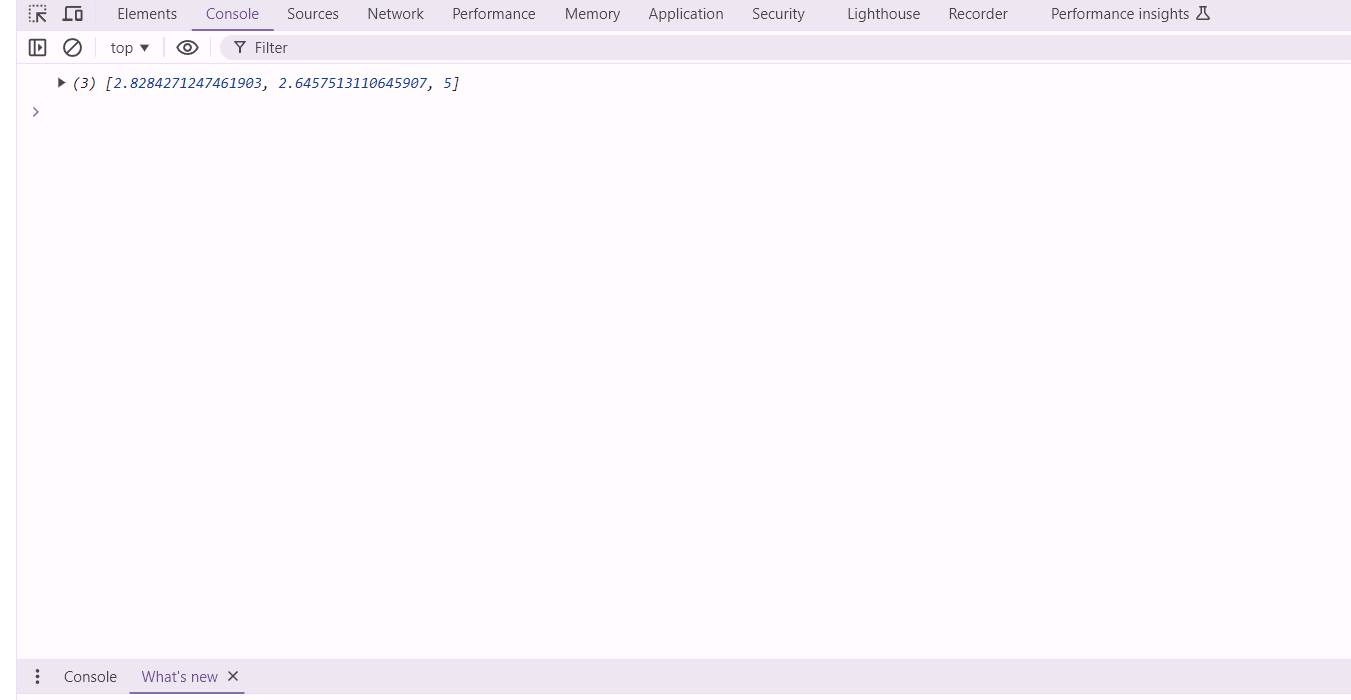 Elements Console Sources Network Performance Memory Application Security Lighthouse Recorder Performance insights
top Filter
(3) [2.8284271247461903, 2.6457513110645907, 5]
Console What's new